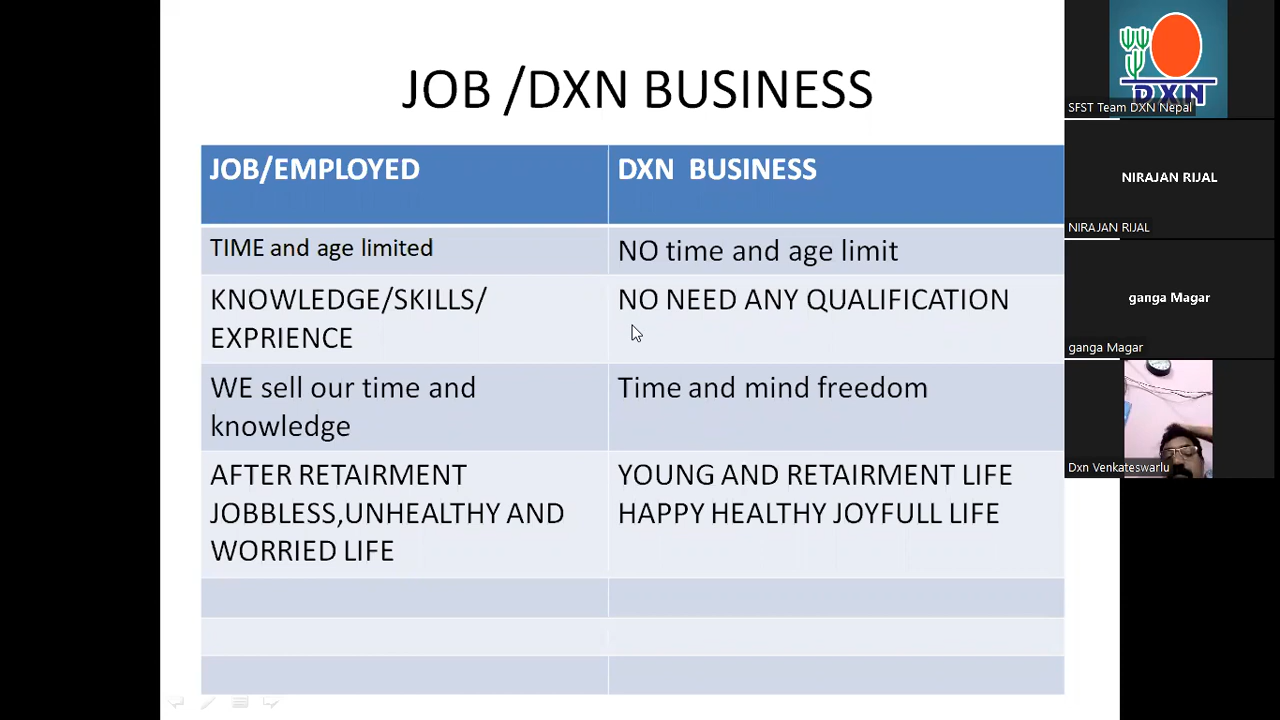 JOB /DXN BUSINESS
JOB/EMPLOYED
DXN BUSINESS
TIME and age limited
NO time and age limit
KNOWLEDGE/SKILLS/
EXPRIENCE
NO NEED ANY QUALIFICATION
WE sell our time and
knowledge
Time and mind freedom
AFTER RETAIRMENT
JOBBLESS,UNHEALTHY AND
WORRIED LIFE
YOUNG AND RETAIRMENT LIFE
HAPPY HEALTHY JOYFULL LIFE
DXN
SFST Team DXN Nepal
NIRAJAN RIJAL
NIRAJAN RIJAL
ganga Magar
ganga Magar
Dxn Venkateswarlu